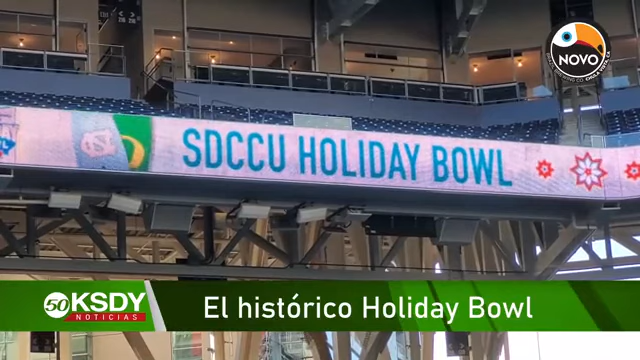 SDCCU HOLIDAY BOWL
NOVO
50 KSDY
NOTICIAS
El histórico Holiday Bowl